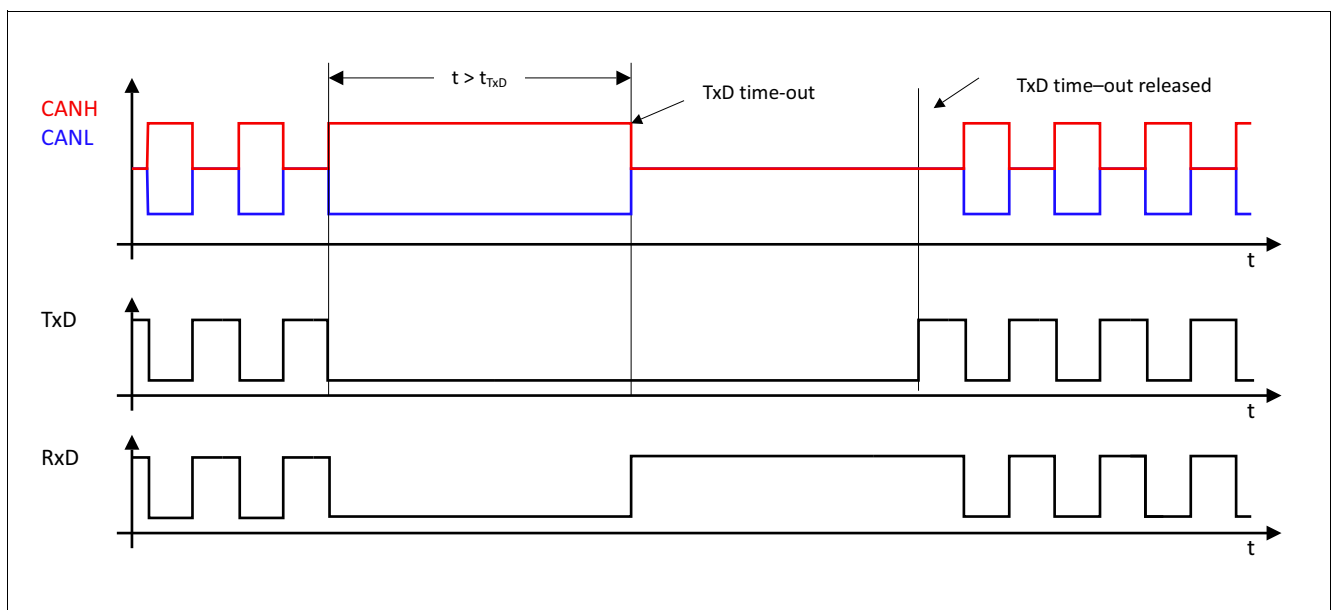 t > tTxD
TxD time-out
TxD time–out released
CANH
CANL
t
TxD
t
RxD
t